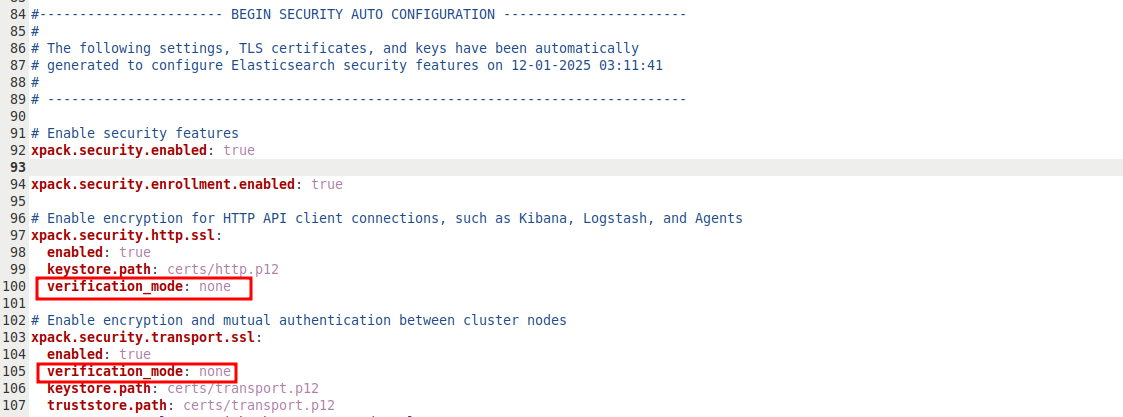 84 #----------------------- BEGIN SECURITY AUTO CONFIGURATION -----------------------
85 #
86 # The following settings, TLS certificates, and keys have been automatically
87 # generated to configure Elasticsearch security features on 12-01-2025 03:11:41
88 #
89 # --------------------------------------------------------------------------------
90
91 # Enable security features
92 xpack.security.enabled: true
93
94 xpack.security.enrollment.enabled: true
95
96 # Enable encryption for HTTP API client connections, such as Kibana, Logstash, and Agents
97 xpack.security.http.ssl:
98   enabled: true
99   keystore.path: certs/http.p12
100   verification_mode: none
101
102 # Enable encryption and mutual authentication between cluster nodes
103 xpack.security.transport.ssl:
104   enabled: true
105   verification_mode: none
106   keystore.path: certs/transport.p12
107   truststore.path: certs/transport.p12